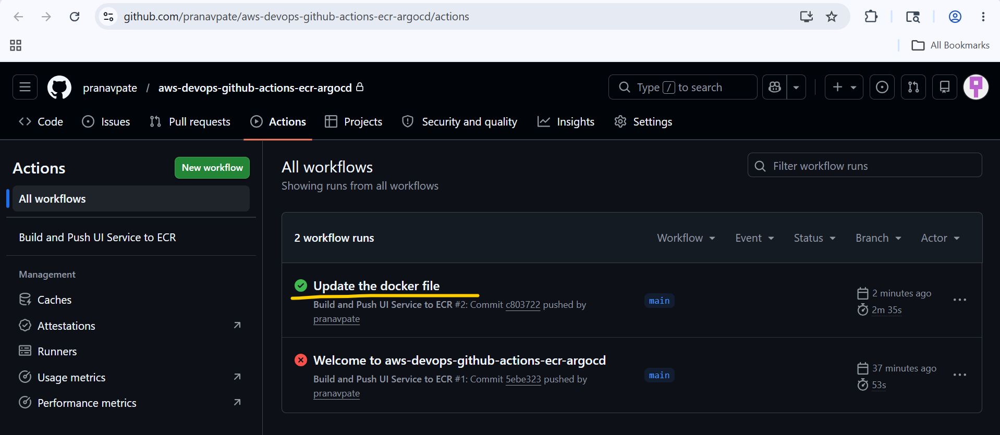 github.com/pranavpate/aws-devops-github-actions-ecr-argocd/actions
All Bookmarks
pranavpate / aws-devops-github-actions-ecr-argocd
Type / to search
Code Issues Pull requests Actions Projects Security and quality Insights Settings
Actions
New workflow
All workflows
Build and Push UI Service to ECR
Management
Caches
Attestations
Runners
Usage metrics
Performance metrics
All workflows
Showing runs from all workflows
Filter workflow runs
2 workflow runs
Workflow Event Status Branch Actor
Update the docker file
Build and Push UI Service to ECR #2: Commit c803722 pushed by
pranavpate
main
2 minutes ago
2m 35s
Welcome to aws-devops-github-actions-ecr-argocd
Build and Push UI Service to ECR #1: Commit 5ebe323 pushed by
pranavpate
main
37 minutes ago
53s